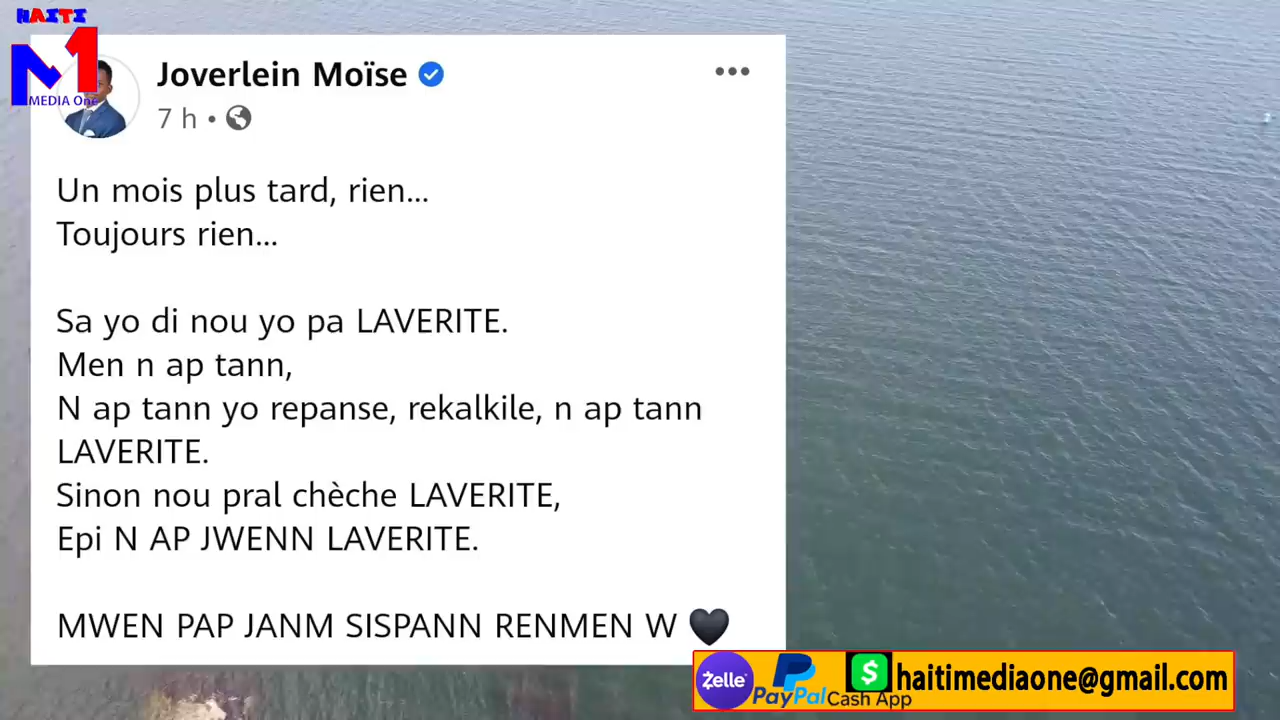 HAITI
M1
MEDIA One
Joverlein Moïse
7 h •
Un mois plus tard, rien...
Toujours rien...
Sa yo di nou yo pa LAVERITE.
Men n ap tann,
N ap tann yo repanse, rekalkile, n ap tann
LAVERITE.
Sinon nou pral chèche LAVERITE,
Epi N AP JWENN LAVERITE.
MWEN PAP JANM SISPANN RENMEN W 🖤
Zelle
PayPal
$
Cash App
haitimediaone@gmail.com